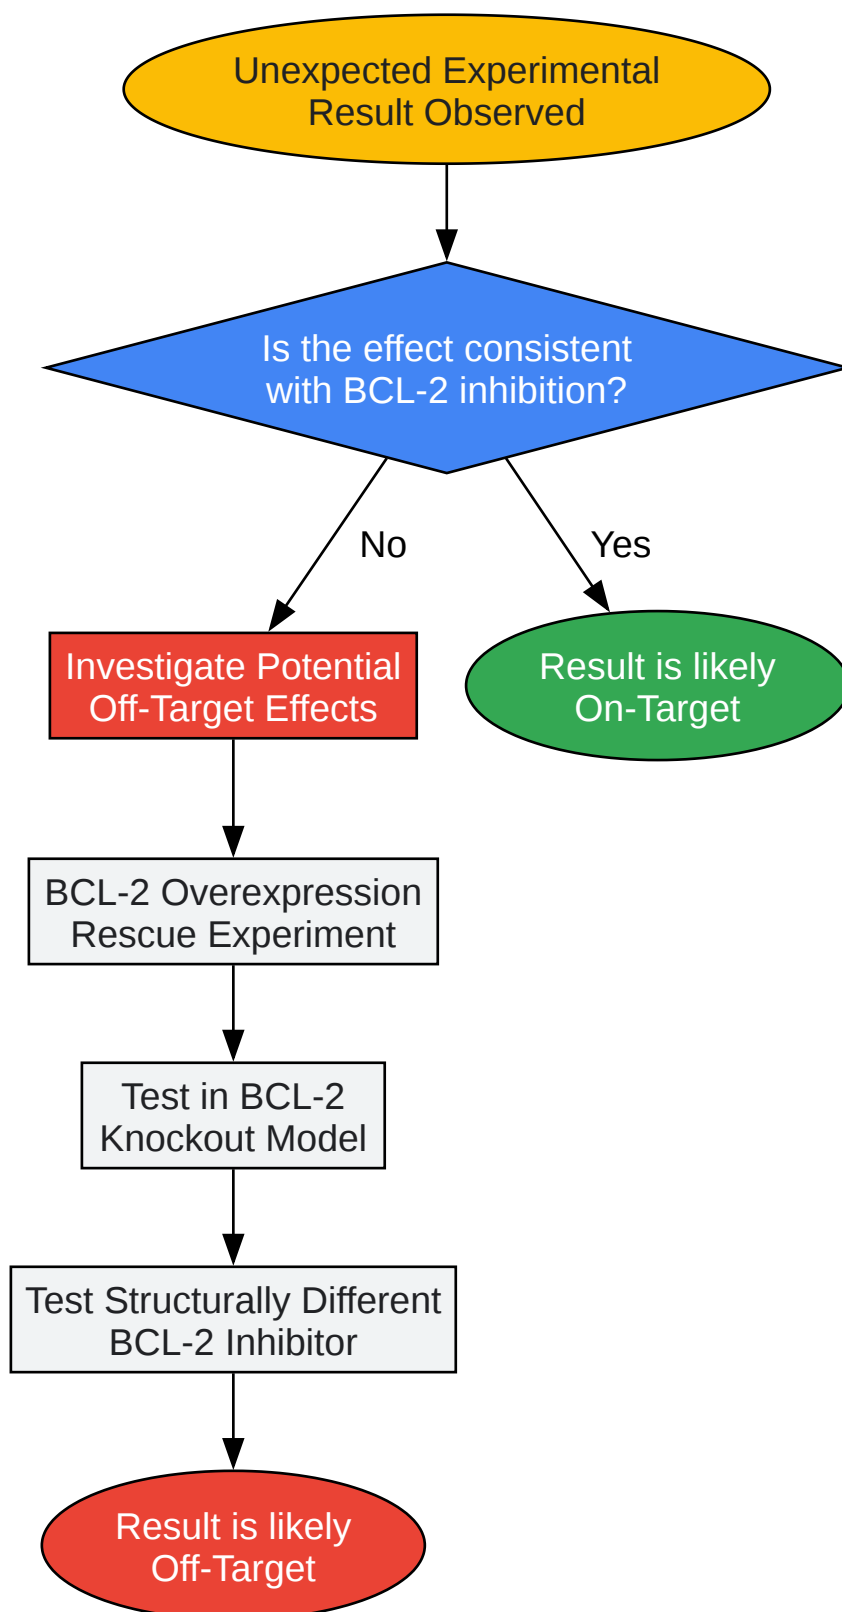 Unexpected Experimental
Result Observed
Is the effect consistent
with BCL-2 inhibition?
No
Yes
Investigate Potential
Off-Target Effects
Result is likely
On-Target
BCL-2 Overexpression
Rescue Experiment
Test in BCL-2
Knockout Model
Test Structurally Different
BCL-2 Inhibitor
Result is likely
Off-Target